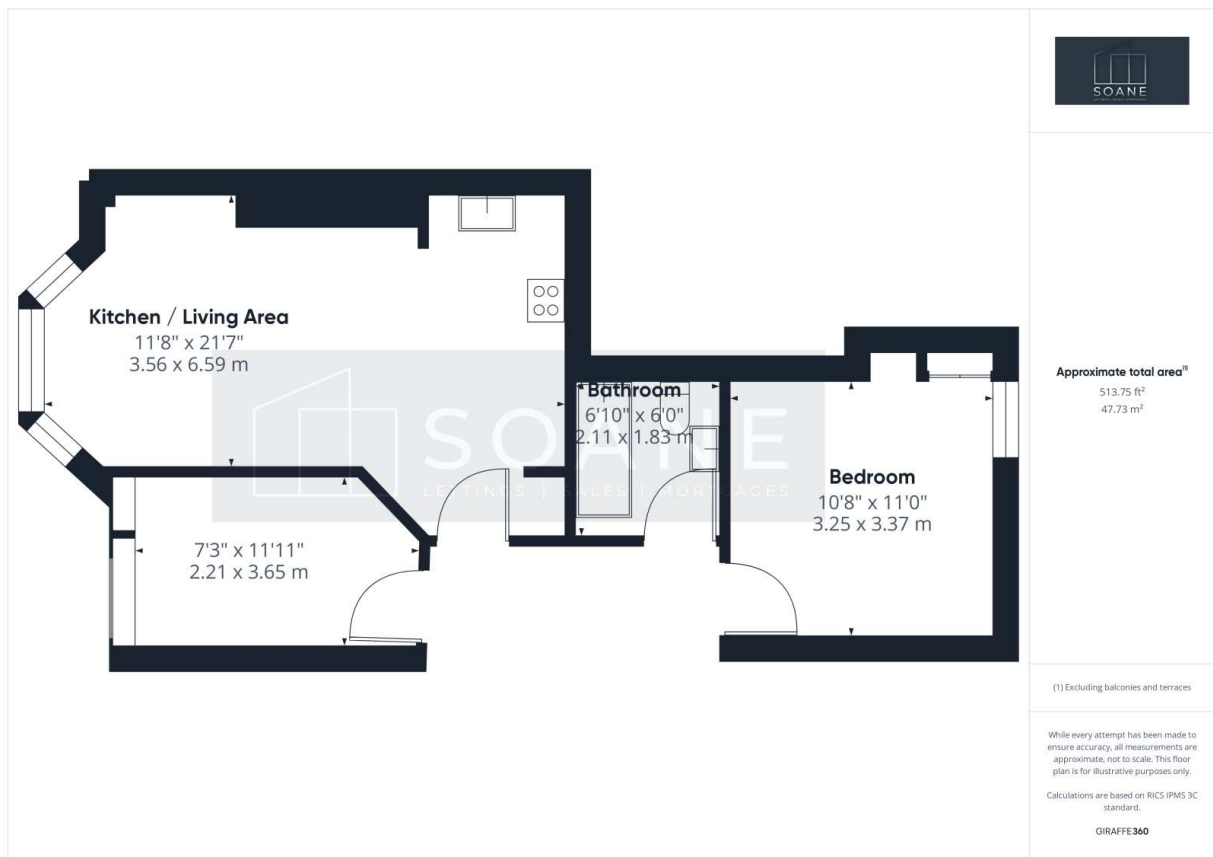 SOANE
LETTINGS | SALES | MORTGAGES
Kitchen / Living Area
11'8" x 21'7"
3.56 x 6.59 m
Bathroom
6'10" x 6'0"
2.11 x 1.83 m
Bedroom
10'8" x 11'0"
3.25 x 3.37 m
7'3" x 11'11"
2.21 x 3.65 m
SOANE
LETTINGS | SALES | MORTGAGES
Approximate total area(1)
513.75 ft²
47.73 m²
(1) Excluding balconies and terraces
While every attempt has been made to
ensure accuracy, all measurements are
approximate, not to scale. This floor
plan is for illustrative purposes only.
Calculations are based on RICS IPMS 3C
standard.
GIRAFFE360